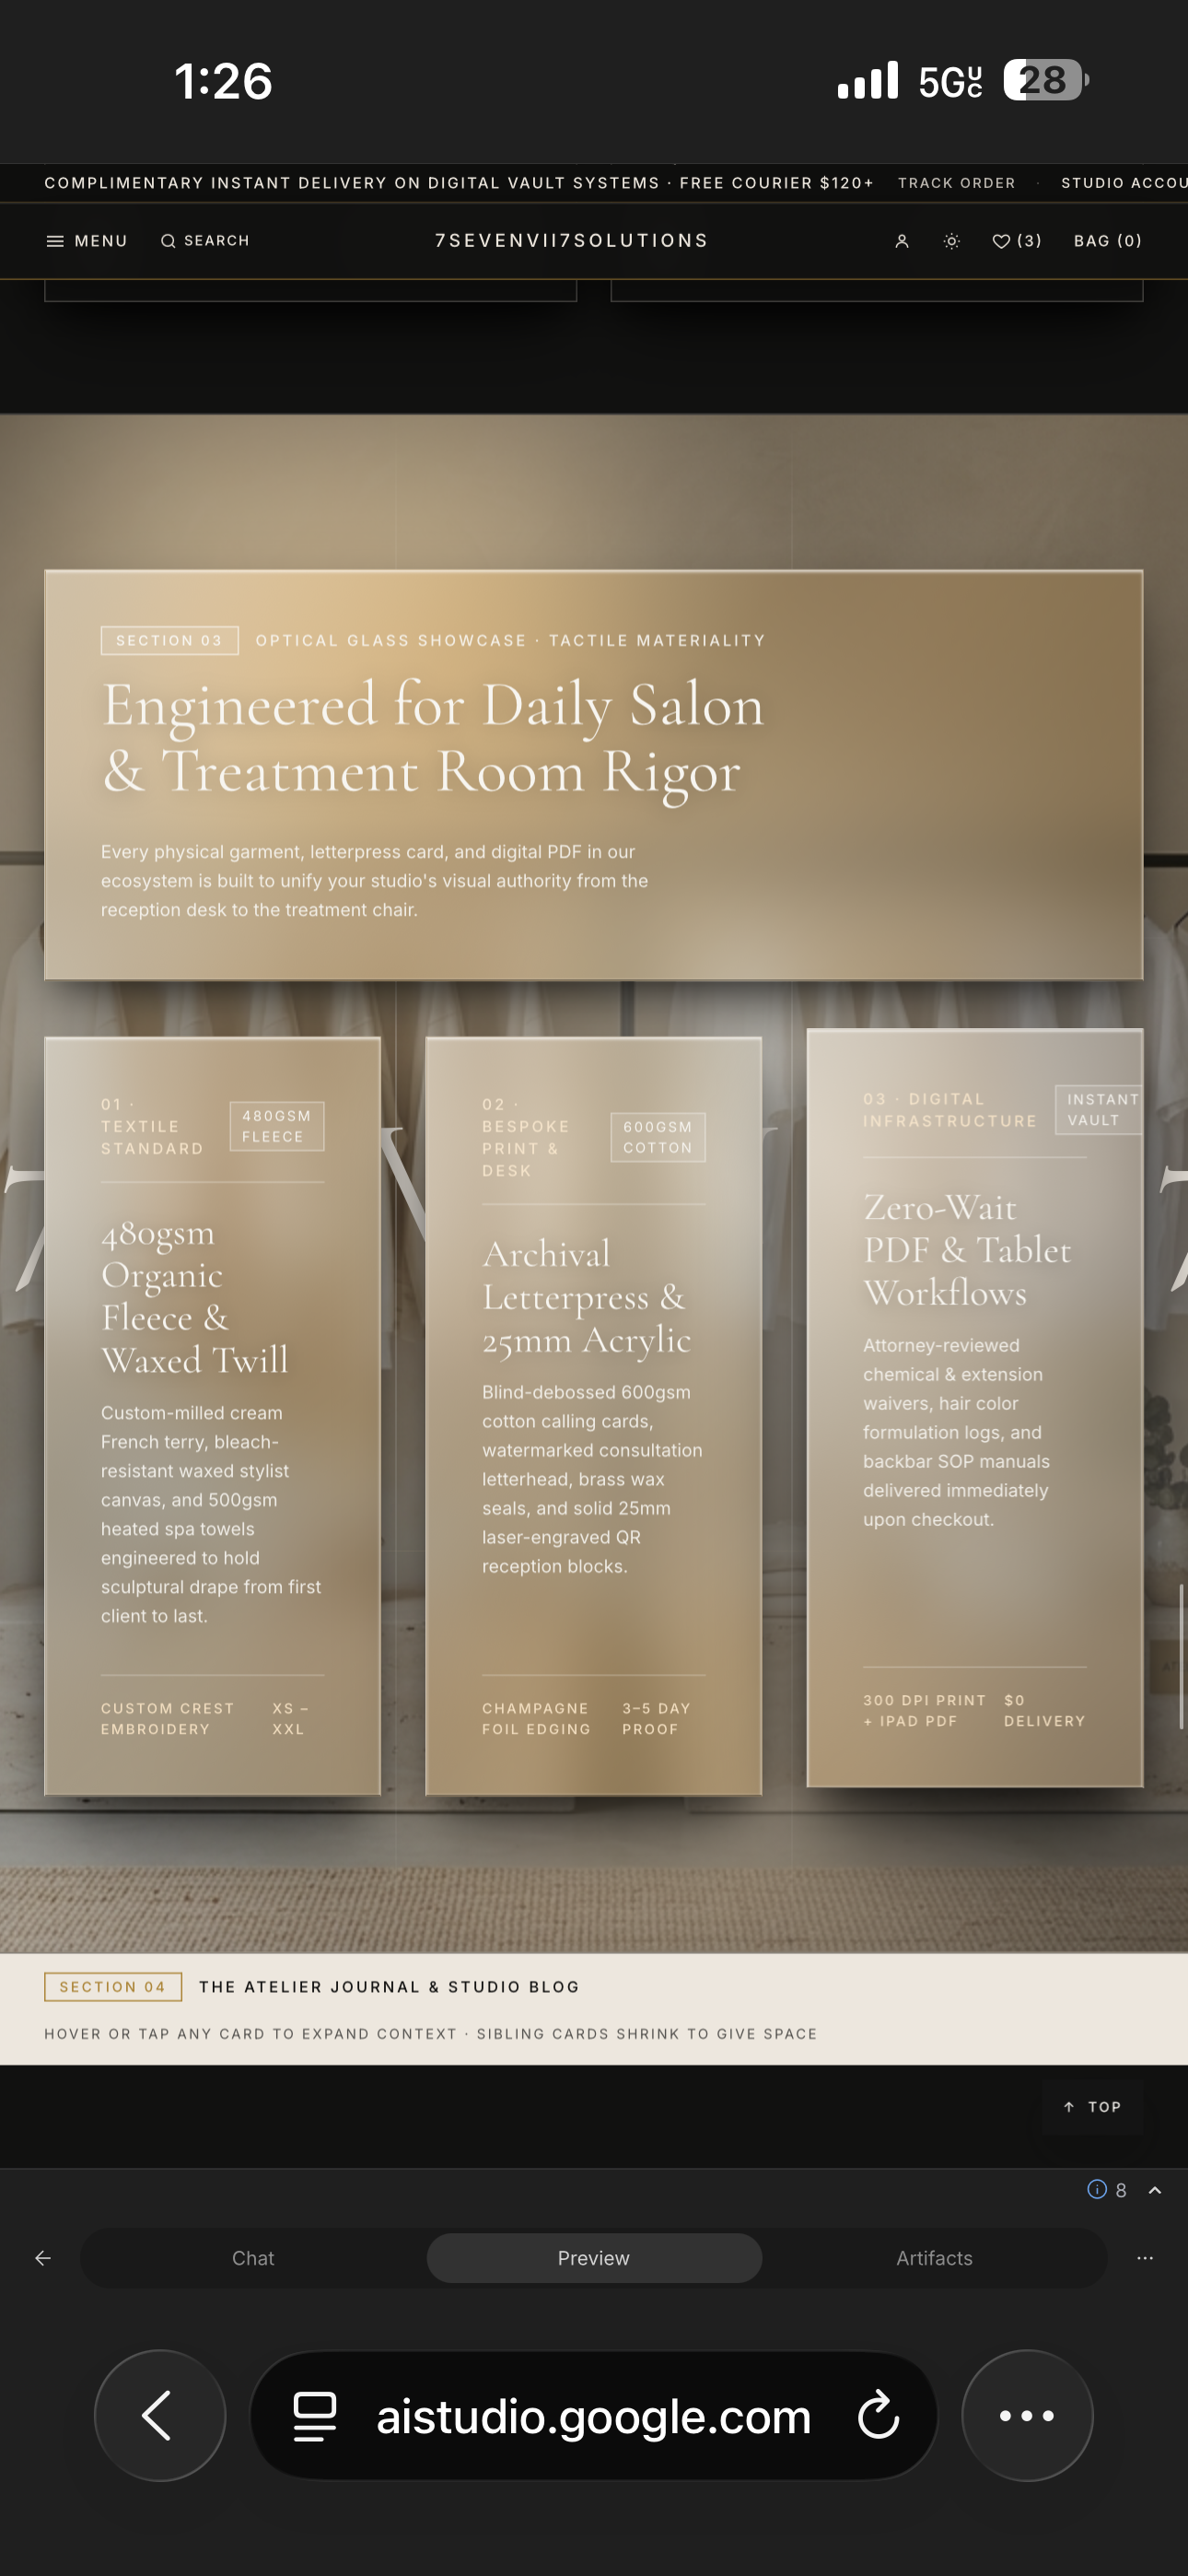 1:26
5GUC 28
COMPLIMENTARY INSTANT DELIVERY ON DIGITAL VAULT SYSTEMS · FREE COURIER $120+ TRACK ORDER · STUDIO
MENU SEARCH 7SEVENVII7SOLUTIONS (3) BAG (0)
SECTION 03 OPTICAL GLASS SHOWCASE · TACTILE MATERIALITY
Engineered for Daily Salon
& Treatment Room Rigor
Every physical garment, letterpress card, and digital PDF in our
ecosystem is built to unify your studio's visual authority from the
reception desk to the treatment chair.
01 ·
TEXTILE
STANDARD
480GSM
FLEECE
480gsm
Organic
Fleece &
Waxed Twill
Custom-milled cream
French terry, bleach-
resistant waxed stylist
canvas, and 500gsm
heated spa towels
engineered to hold
sculptural drape from first
client to last.
CUSTOM CREST
EMBROIDERY
XS –
XXL
02 ·
BESPOKE
PRINT &
DESK
600GSM
COTTON
Archival
Letterpress &
25mm Acrylic
Blind-debossed 600gsm
cotton calling cards,
watermarked consultation
letterhead, brass wax
seals, and solid 25mm
laser-engraved QR
reception blocks.
CHAMPAGNE
FOIL EDGING
3–5 DAY
PROOF
03 · DIGITAL
INFRASTRUCTURE
INSTANT
VAULT
Zero-Wait
PDF & Tablet
Workflows
Attorney-reviewed
chemical & extension
waivers, hair color
formulation logs, and
backbar SOP manuals
delivered immediately
upon checkout.
300 DPI PRINT
+ IPAD PDF
$0
DELIVERY
7
V
7
SECTION 04 THE ATELIER JOURNAL & STUDIO BLOG
HOVER OR TAP ANY CARD TO EXPAND CONTEXT · SIBLING CARDS SHRINK TO GIVE SPACE
↑ TOP
8
Chat Preview Artifacts
aistudio.google.com